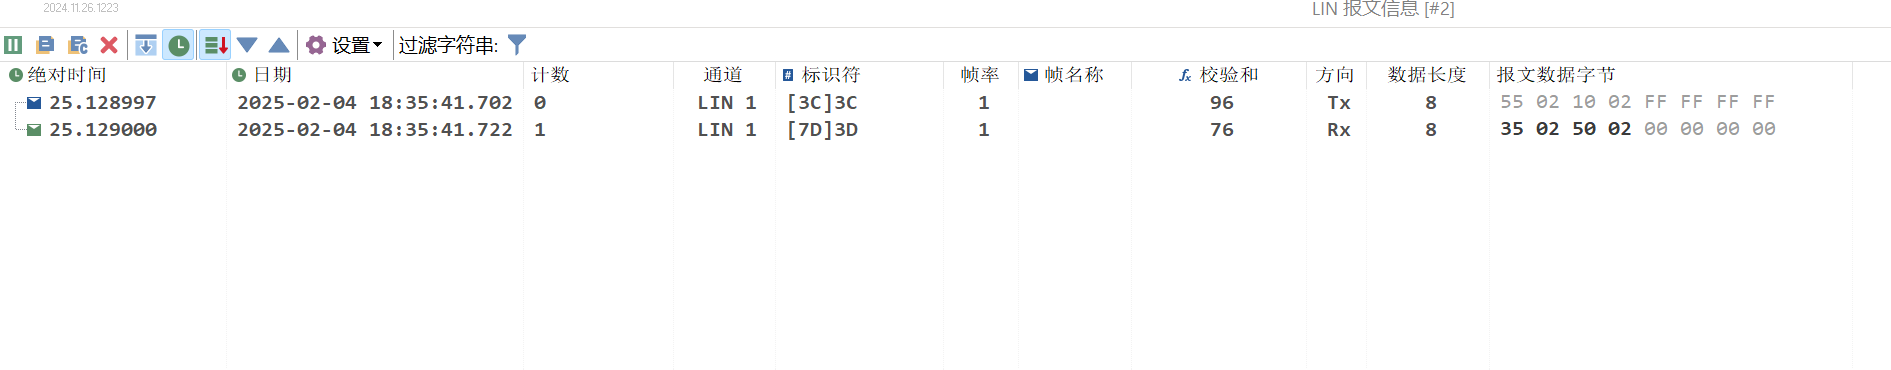 2024.11.26.1223
LIN 报文信息 [#2]
设置 过滤字符串:
绝对时间 日期 计数 通道 标识符 帧率 帧名称 校验和 方向 数据长度 报文数据字节
25.128997 2025-02-04 18:35:41.702 0 LIN 1 [3C]3C 1 96 Tx 8 55 02 10 02 FF FF FF FF
25.129000 2025-02-04 18:35:41.722 1 LIN 1 [7D]3D 1 76 Rx 8 35 02 50 02 00 00 00 00